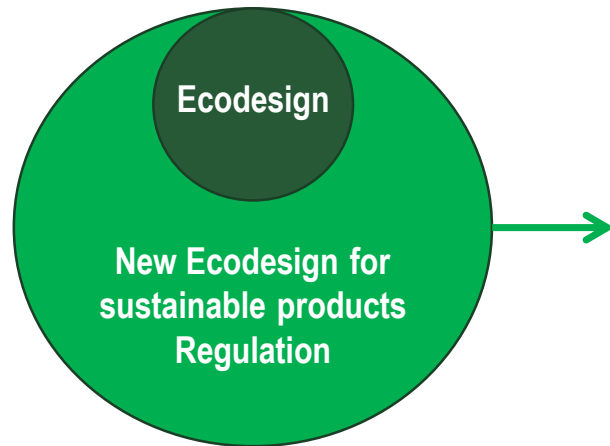 Ecodesign
New Ecodesign for
sustainable products
Regulation